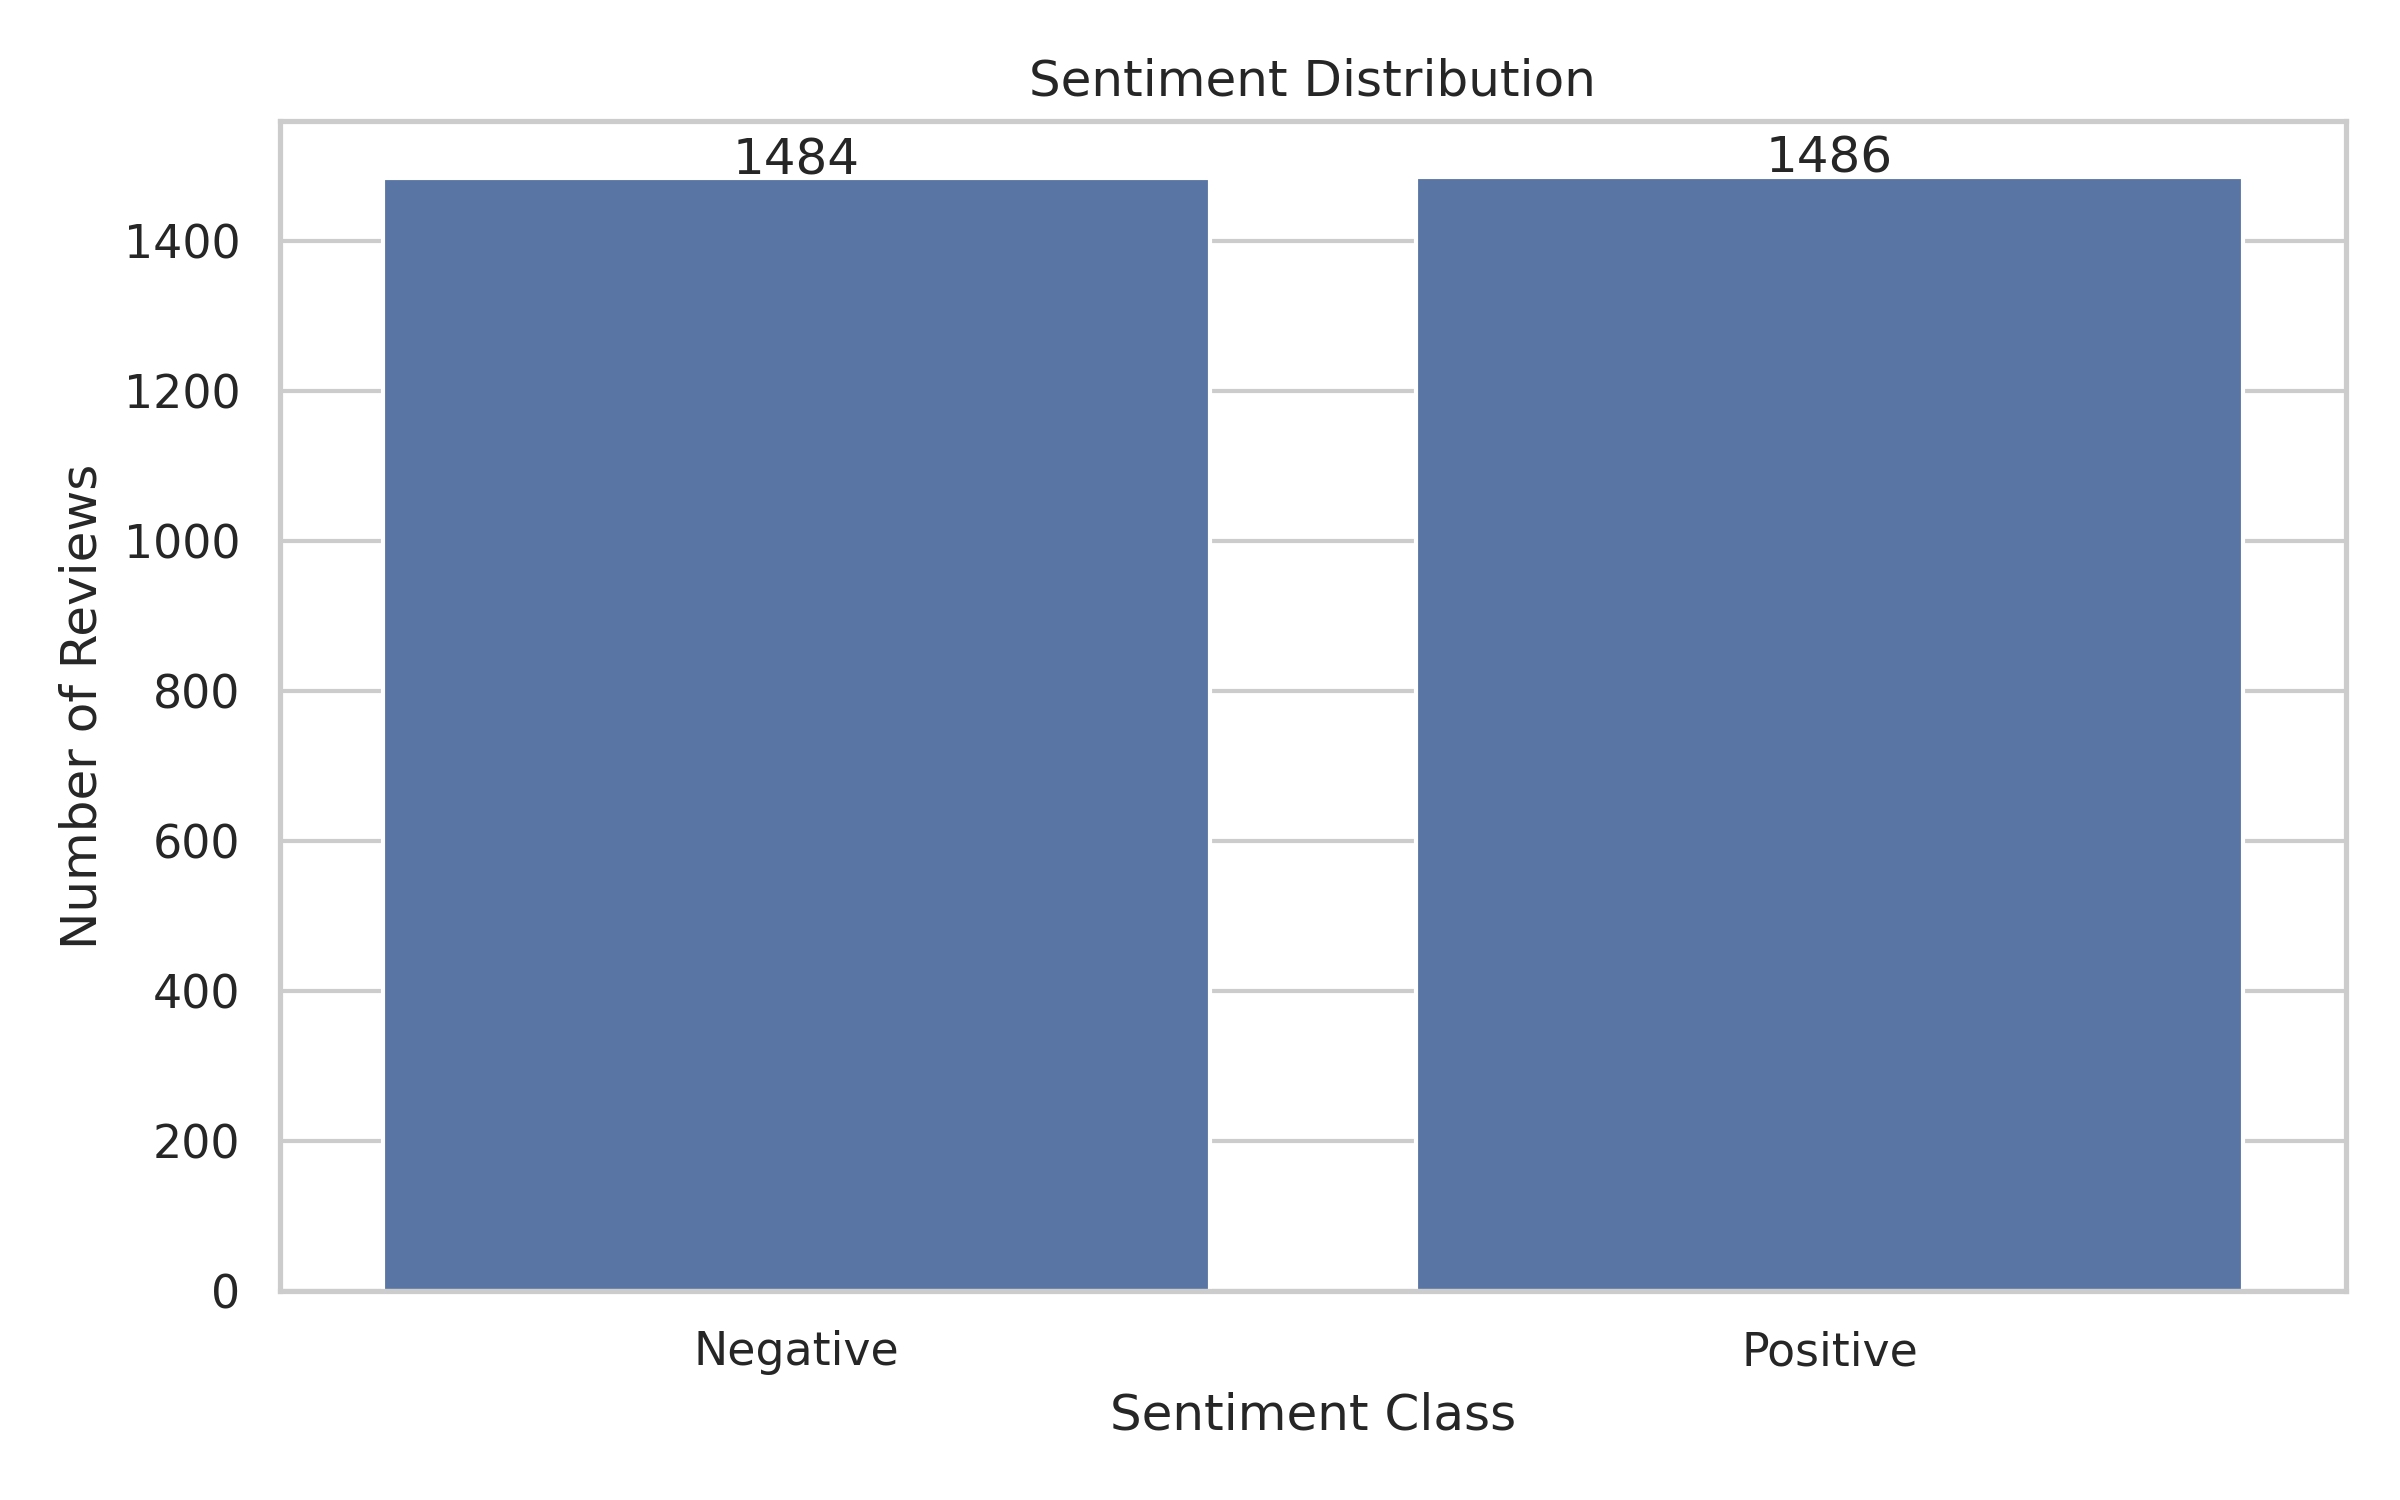 Sentiment Distribution
1484
1486
1400
1200
1000
800
600
400
200
0
Number of Reviews
Negative
Positive
Sentiment Class